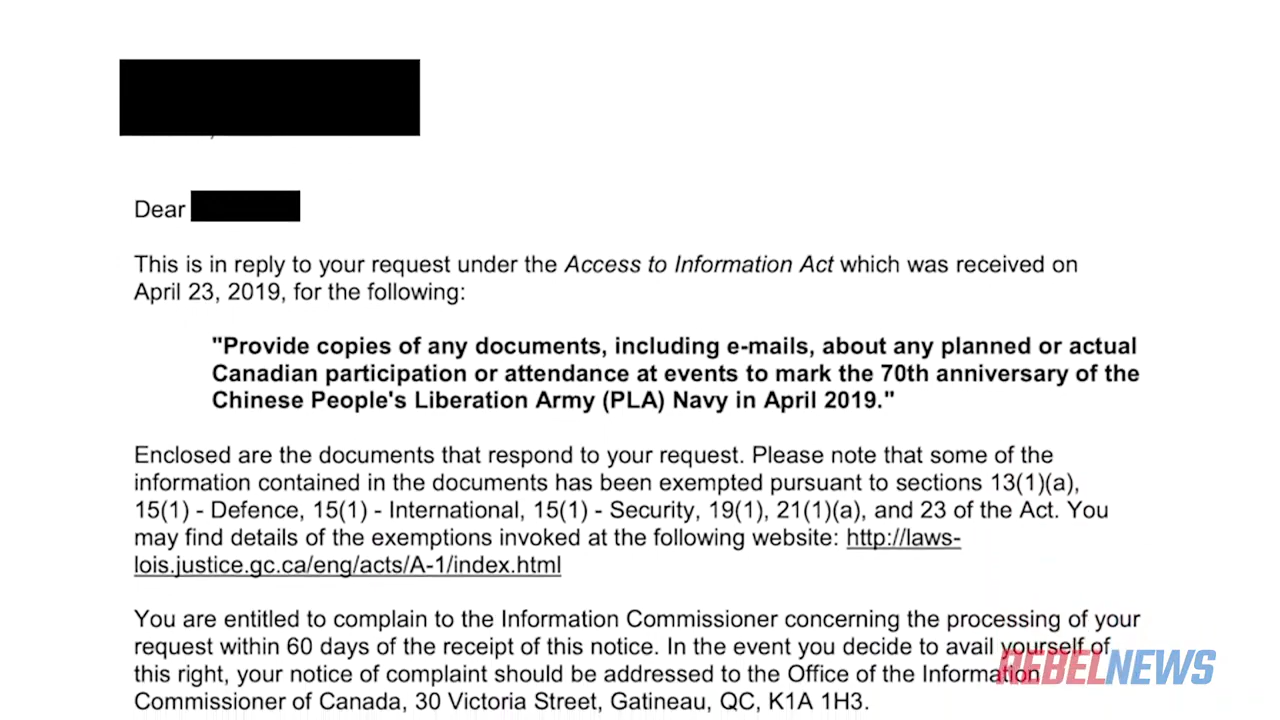 Dear
This is in reply to your request under the Access to Information Act which was received on
April 23, 2019, for the following:
"Provide copies of any documents, including e-mails, about any planned or actual
Canadian participation or attendance at events to mark the 70th anniversary of the
Chinese People's Liberation Army (PLA) Navy in April 2019."
Enclosed are the documents that respond to your request. Please note that some of the
information contained in the documents has been exempted pursuant to sections 13(1)(a),
15(1) - Defence, 15(1) - International, 15(1) - Security, 19(1), 21(1)(a), and 23 of the Act. You
may find details of the exemptions invoked at the following website: http://laws-
lois.justice.gc.ca/eng/acts/A-1/index.html
You are entitled to complain to the Information Commissioner concerning the processing of your
request within 60 days of the receipt of this notice. In the event you decide to avail yourself of
this right, your notice of complaint should be addressed to the Office of the Information
Commissioner of Canada, 30 Victoria Street, Gatineau, QC, K1A 1H3.
REBELNEWS